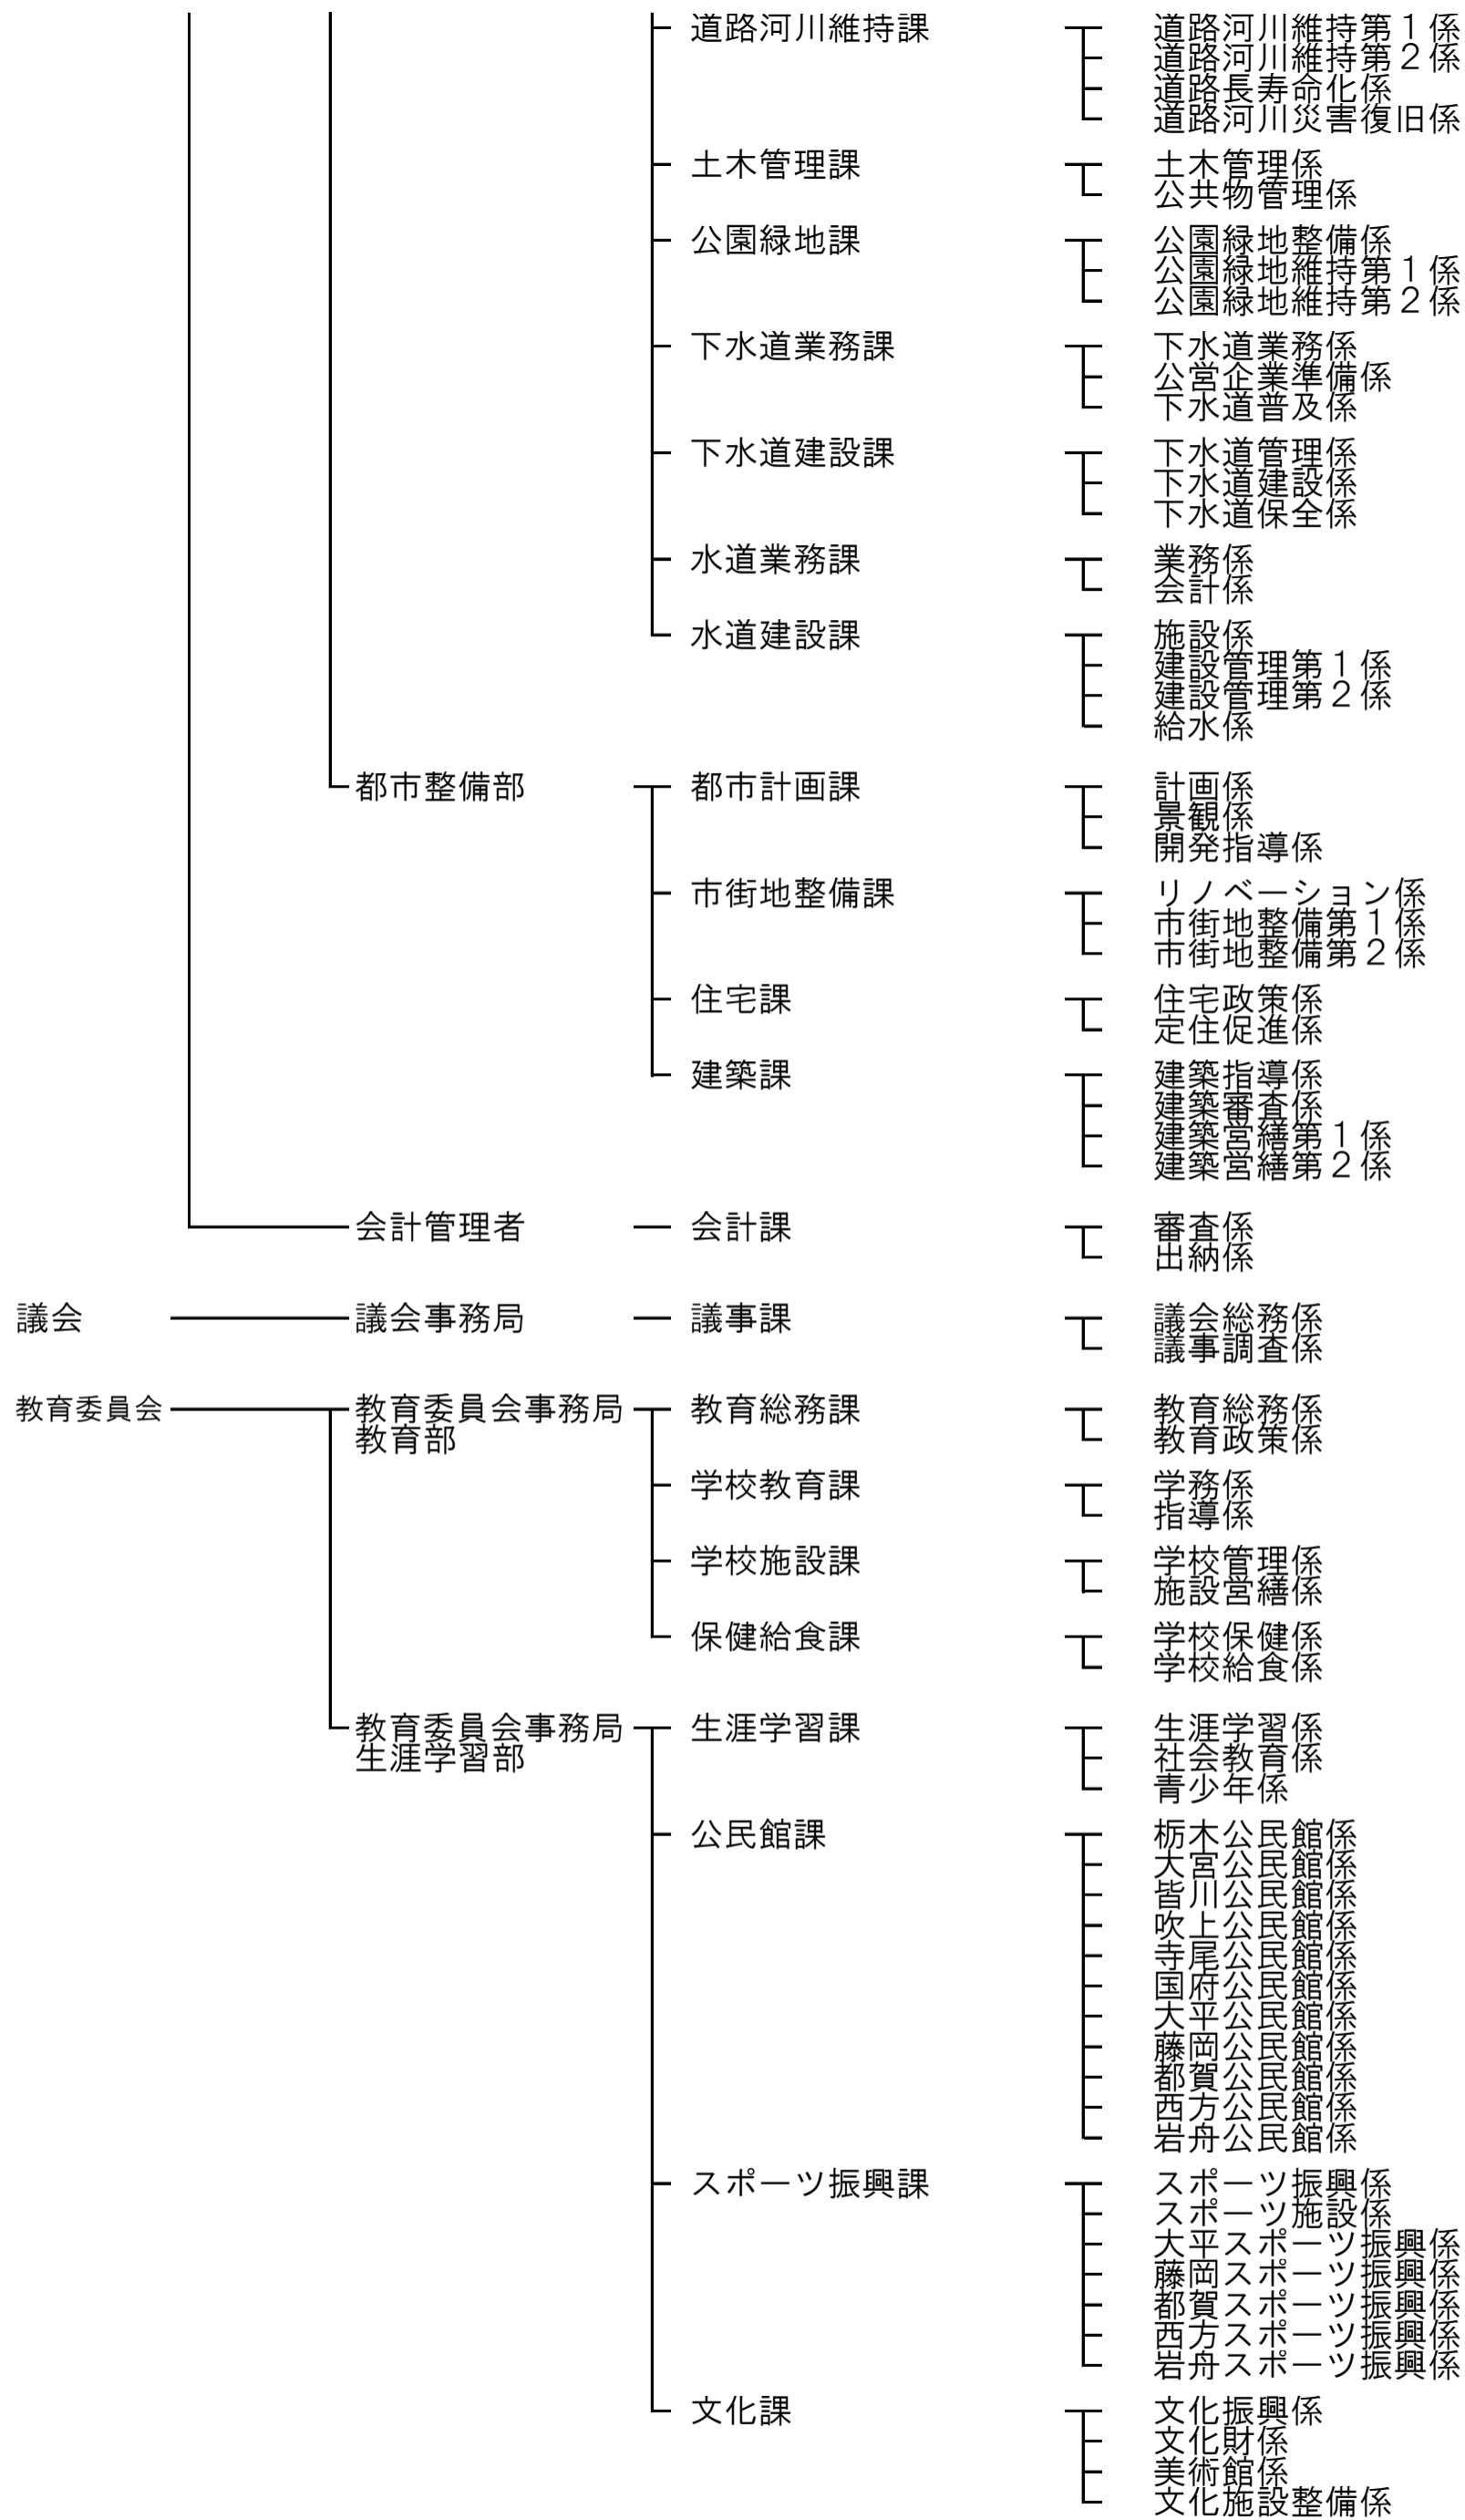 道路河川維持課 道路河川維持第１係
道路河川維持第２係
道路長寿命化係
道路河川災害復旧係
土木管理課 土木管理係
公共物管理係
公園緑地課 公園緑地整備係
公園緑地維持第１係
公園緑地維持第２係
下水道業務課 下水道業務係
公営企業準備係
下水道普及係
下水道建設課 下水道管理係
下水道建設係
下水道保全係
水道業務課 業務係
会計係
水道建設課 施設係
建設管理第１係
建設管理第２係
給水係
都市整備部 都市計画課 計画係
景観係
開発指導係
市街地整備課 リノベーション係
市街地整備第１係
市街地整備第２係
住宅課 住宅政策係
定住促進係
建築課 建築指導係
建築審査係
建築営繕第１係
建築営繕第２係
会計管理者 会計課 審査係
出納係
議会 議会事務局 議事課 議会総務係
議事調査係
教育委員会 教育委員会事務局 教育総務課 教育総務係
教育部 教育政策係
学校教育課 学務係
指導係
学校施設課 学校管理係
施設営繕係
保健給食課 学校保健係
学校給食係
教育委員会事務局 生涯学習課 生涯学習係
生涯学習部 社会教育係
青少年係
公民館課 栃木公民館係
大宮公民館係
皆川公民館係
吹上公民館係
寺尾公民館係
国府公民館係
大平公民館係
藤岡公民館係
都賀公民館係
西方公民館係
岩舟公民館係
スポーツ振興課 スポーツ振興係
スポーツ施設係
大平スポーツ振興係
藤岡スポーツ振興係
都賀スポーツ振興係
西方スポーツ振興係
岩舟スポーツ振興係
文化課 文化振興係
文化財係
美術館係
文化施設整備係